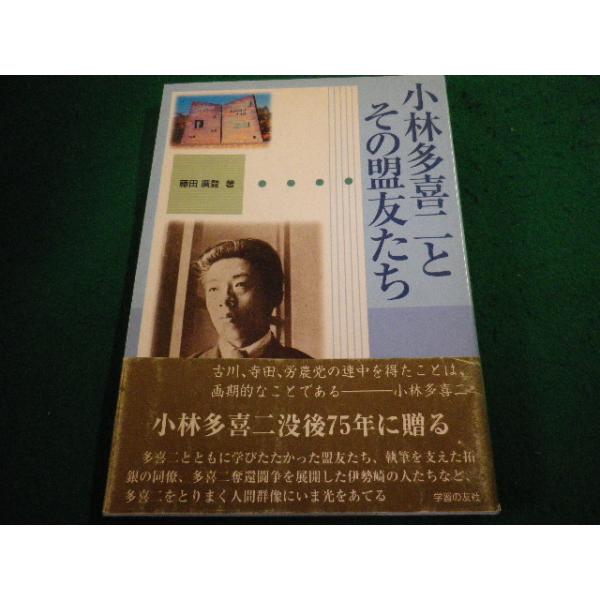 小林多喜二と
その盟友たち
藤田廣登 著
古川、寺田、労農党の連中を得たことは、
画期的なことである――小林多喜二
小林多喜二没後75年に贈る
多喜二とともに学びたたかった盟友たち、執筆を支えた拓
銀の同僚、多喜二奪還闘争を展開した伊勢崎の人たちなど、
多喜二をとりまく人間群像にいま光をあてる
学習の友社